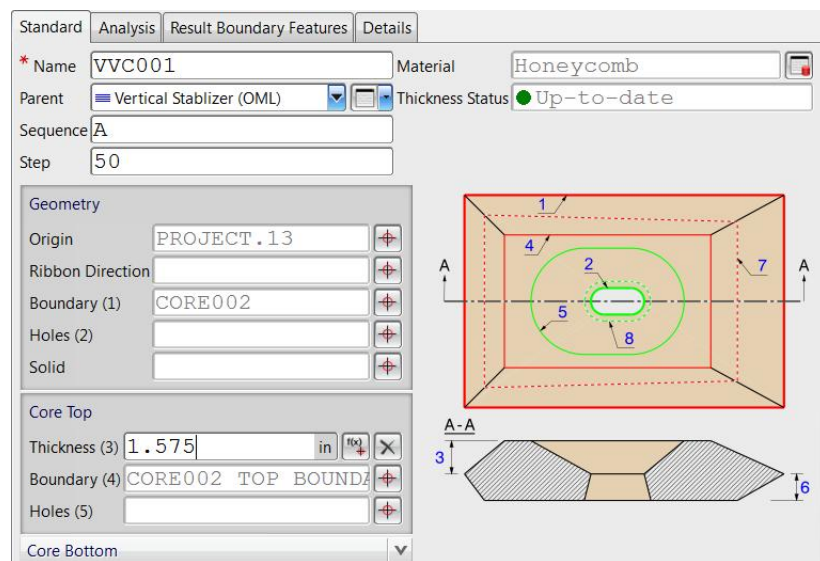 Standard Analysis Result Boundary Features Details
* Name VVC001 Material Honeycomb
Parent Vertical Stablizer (OML) Thickness Status Up-to-date
Sequence A
Step 50
Geometry
Origin PROJECT.13
Ribbon Direction
Boundary (1) CORE002
Holes (2)
Solid
Core Top
Thickness (3) 1.575 in f(x)
Boundary (4) CORE002 TOP BOUNDA
Holes (5)
Core Bottom
1
4
2
7
A A
5
8
A-A
3
6